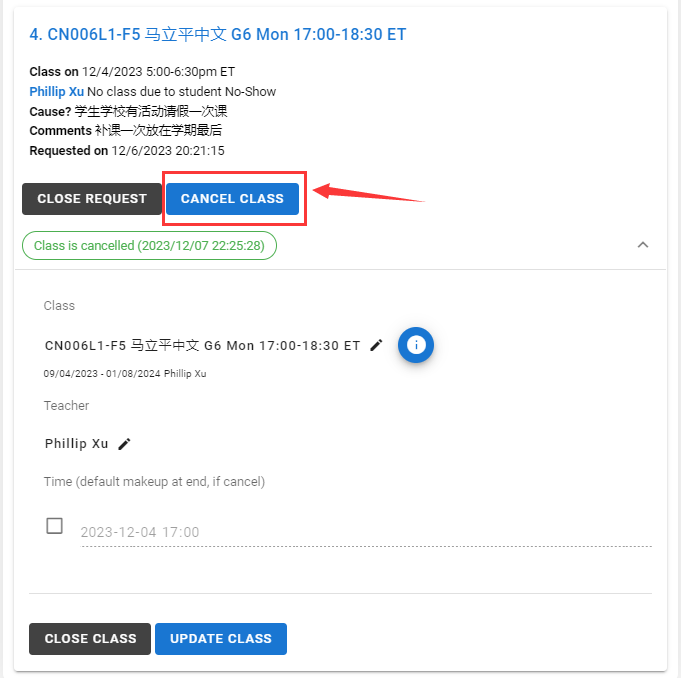 4. CN006L1-F5 马立平中文 G6 Mon 17:00-18:30 ET
Class on 12/4/2023 5:00-6:30pm ET
Phillip Xu No class due to student No-Show
Cause? 学生学校有活动请假一次课
Comments 补课一次放在学期最后
Requested on 12/6/2023 20:21:15
CLOSE REQUEST CANCEL CLASS
Class is cancelled (2023/12/07 22:25:28)
Class
CN006L1-F5 马立平中文 G6 Mon 17:00-18:30 ET
09/04/2023 - 01/08/2024 Phillip Xu
Teacher
Phillip Xu
Time (default makeup at end, if cancel)
2023-12-04 17:00
CLOSE CLASS UPDATE CLASS